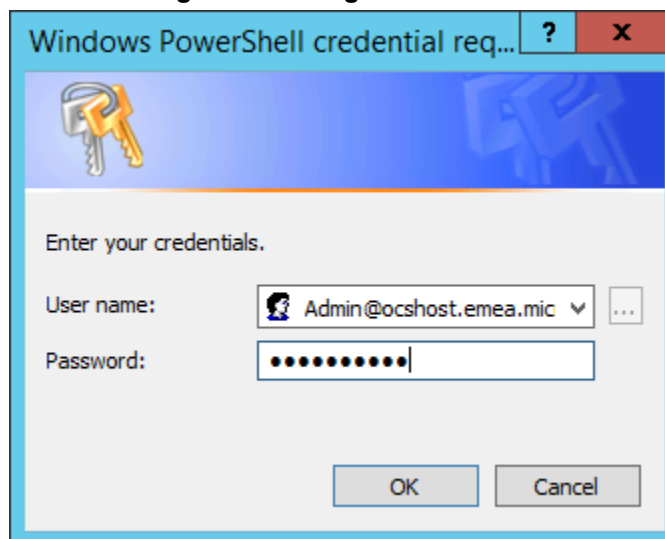 Windows PowerShell credential req...
?
x
Enter your credentials.
User name:
Admin@ocshost.emea.mic
...
Password:
●●●●●●●●●●
OK
Cancel